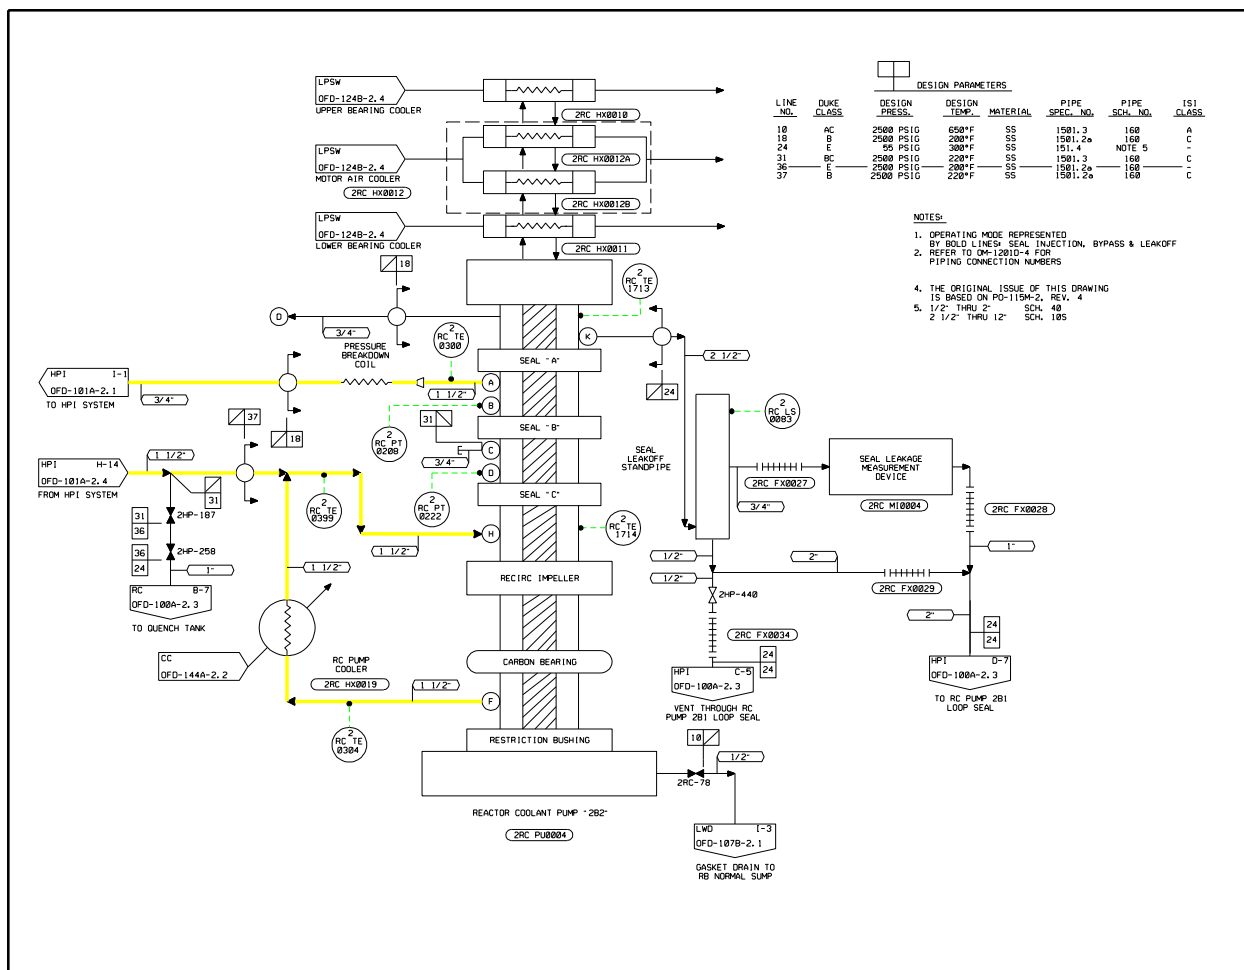 LPSW
OFD-124B-2.4
UPPER BEARING COOLER
2RC HX0010
LPSW
OFD-124B-2.4
MOTOR AIR COOLER
2RC HX0012
2RC HX0012A
2RC HX0012B
LPSW
OFD-124B-2.4
LOWER BEARING COOLER
2RC HX0011
DESIGN PARAMETERS
LINE NO. DUKE CLASS DESIGN PRESS. DESIGN TEMP. MATERIAL PIPE SPEC. NO. PIPE SCH. NO. ISI CLASS
10 AC 2500 PSIG 650°F SS 1501.3 160 A
18 B 2500 PSIG 200°F SS 1501.2a 160 C
24 E 55 PSIG 300°F SS 151.4 NOTE 5 -
31 BC 2500 PSIG 220°F SS 1501.3 160 C
36 E 2500 PSIG 200°F SS 1501.2a 160 -
37 B 2500 PSIG 220°F SS 1501.2a 160 C
NOTES:
1. OPERATING MODE REPRESENTED
BY BOLD LINES: SEAL INJECTION, BYPASS & LEAKOFF
2. REFER TO OM-1201D-4 FOR
PIPING CONNECTION NUMBERS
4. THE ORIGINAL ISSUE OF THIS DRAWING
IS BASED ON PO-115M-2, REV. 4
5. 1/2" THRU 2" SCH. 40
2 1/2" THRU 12" SCH. 10S
18
2
RC TE
1713
D
3/4"
2
RC TE
0300
PRESSURE
BREAKDOWN
COIL
K
2 1/2"
24
SEAL "A"
HPI I-1
OFD-101A-2.1
TO HPI SYSTEM
3/4"
18
1 1/2"
A
B
2
RC PT
0208
31
SEAL "B"
C
3/4"
D
2
RC PT
0222
SEAL "C"
2
RC LS
0083
SEAL
LEAKOFF
STANDPIPE
SEAL LEAKAGE
MEASUREMENT
DEVICE
2RC FX0027
3/4"
2RC MI0004
2RC FX0028
1"
37
1 1/2"
HPI H-14
OFD-101A-2.4
FROM HPI SYSTEM
31
2
RC TE
0399
31
36
2HP-187
36
24
2HP-258
1"
RC B-7
OFD-100A-2.3
TO QUENCH TANK
1 1/2"
1 1/2"
H
2
RC TE
1714
RECIRC IMPELLER
1/2"
1/2"
2"
2RC FX0029
2HP-440
2RC FX0034
2"
24
24
24
24
HPI C-5
OFD-100A-2.3
VENT THROUGH RC
PUMP 2B1 LOOP SEAL
HPI D-7
OFD-100A-2.3
TO RC PUMP 2B1
LOOP SEAL
CC
OFD-144A-2.2
RC PUMP
COOLER
2RC HX0019
1 1/2"
CARBON BEARING
F
2
RC TE
0304
RESTRICTION BUSHING
10
1/2"
2RC-78
REACTOR COOLANT PUMP "2B2"
2RC PU0004
LWD I-3
OFD-107B-2.1
GASKET DRAIN TO
RB NORMAL SUMP